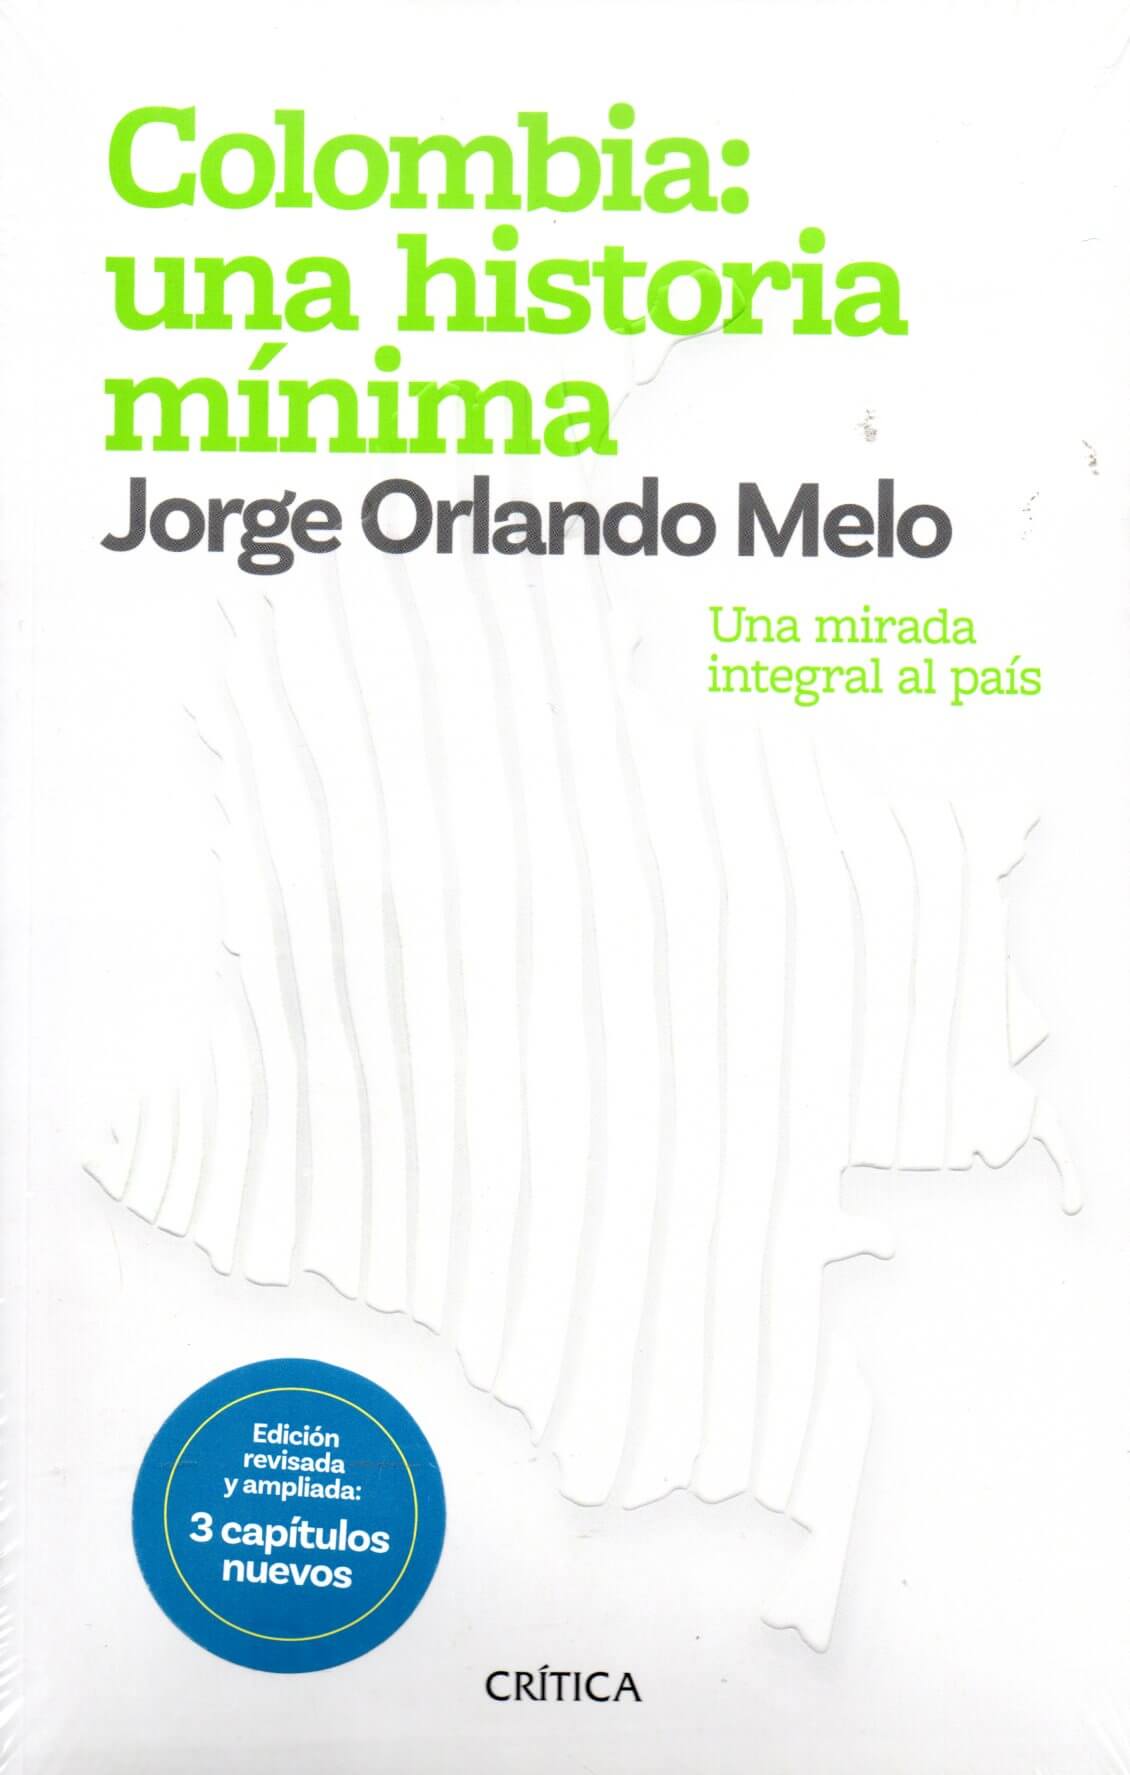 Colombia:
una historia
mínima
Jorge Orlando Melo
Una mirada
integral al país
Edición
revisada
y ampliada:
3 capítulos
nuevos
CRÍTICA